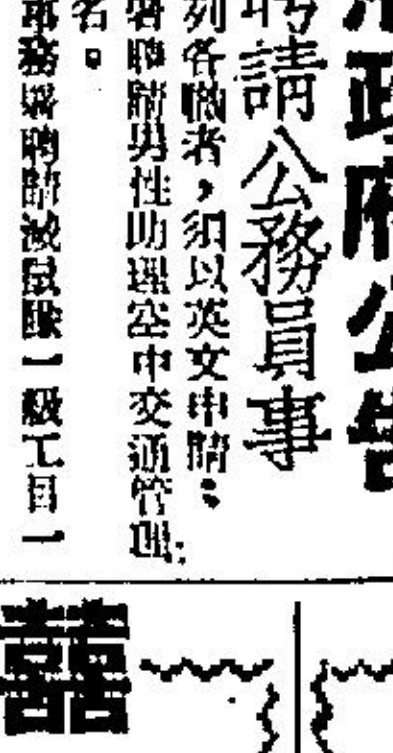 政府公告
聘請公務員事
列各職者，須以英文申請：
署聘請男性助理空中交通管理
名。
事務署聘請滅鼠隊一級工目一
囍